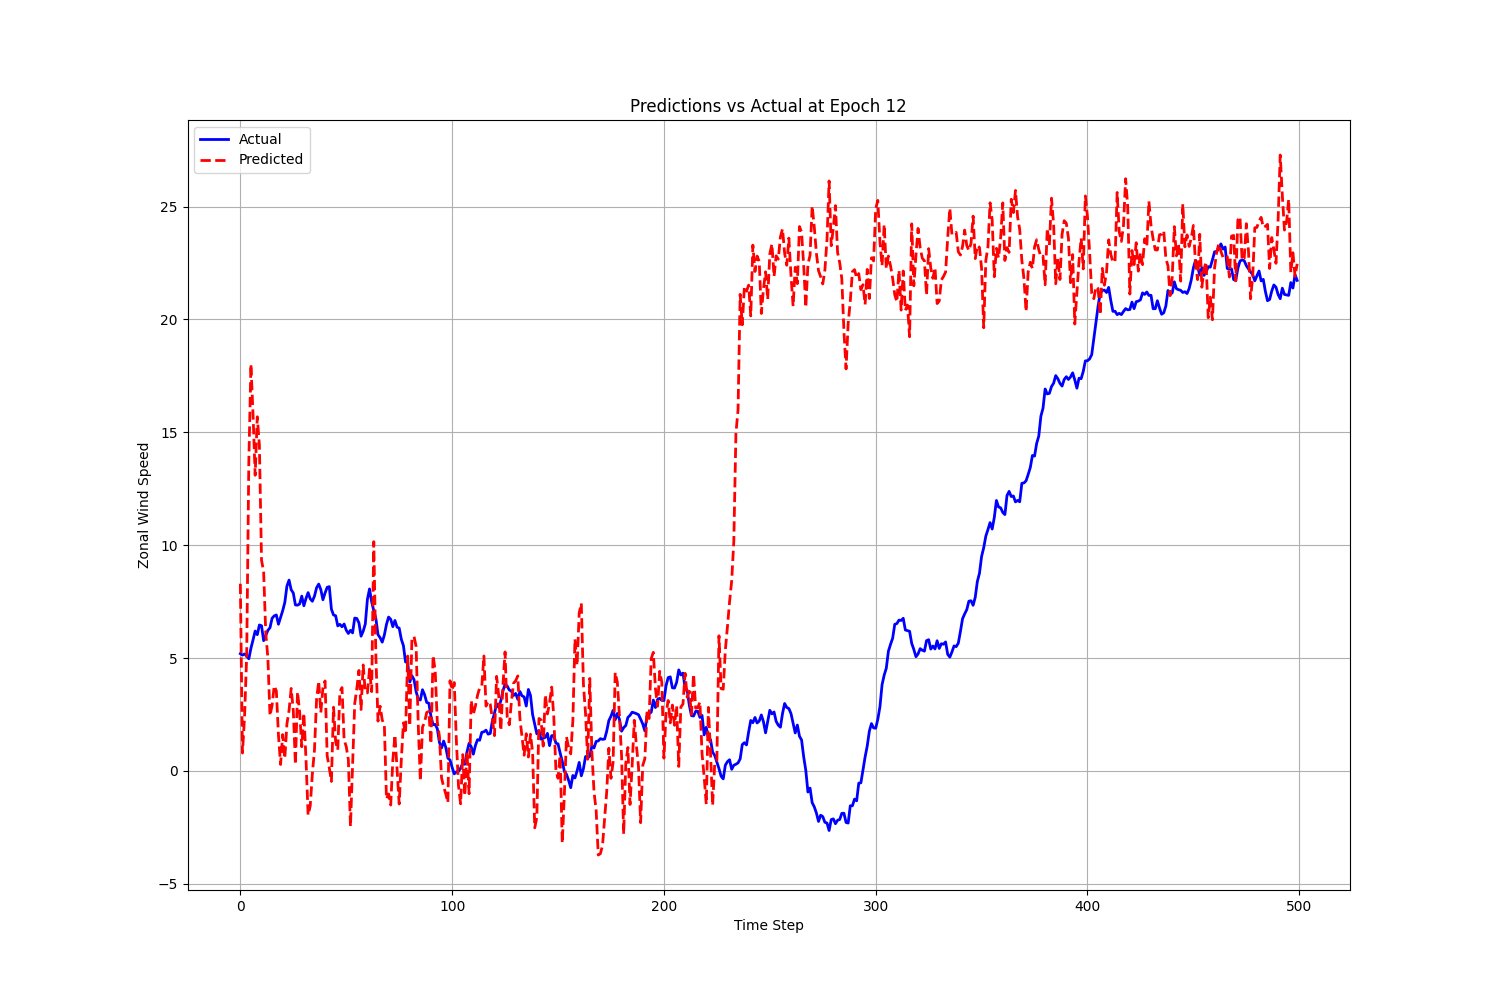 Predictions vs Actual at Epoch 12
Actual
Predicted
Zonal Wind Speed
25
20
15
10
5
0
−5
0 100 200 300 400 500
Time Step